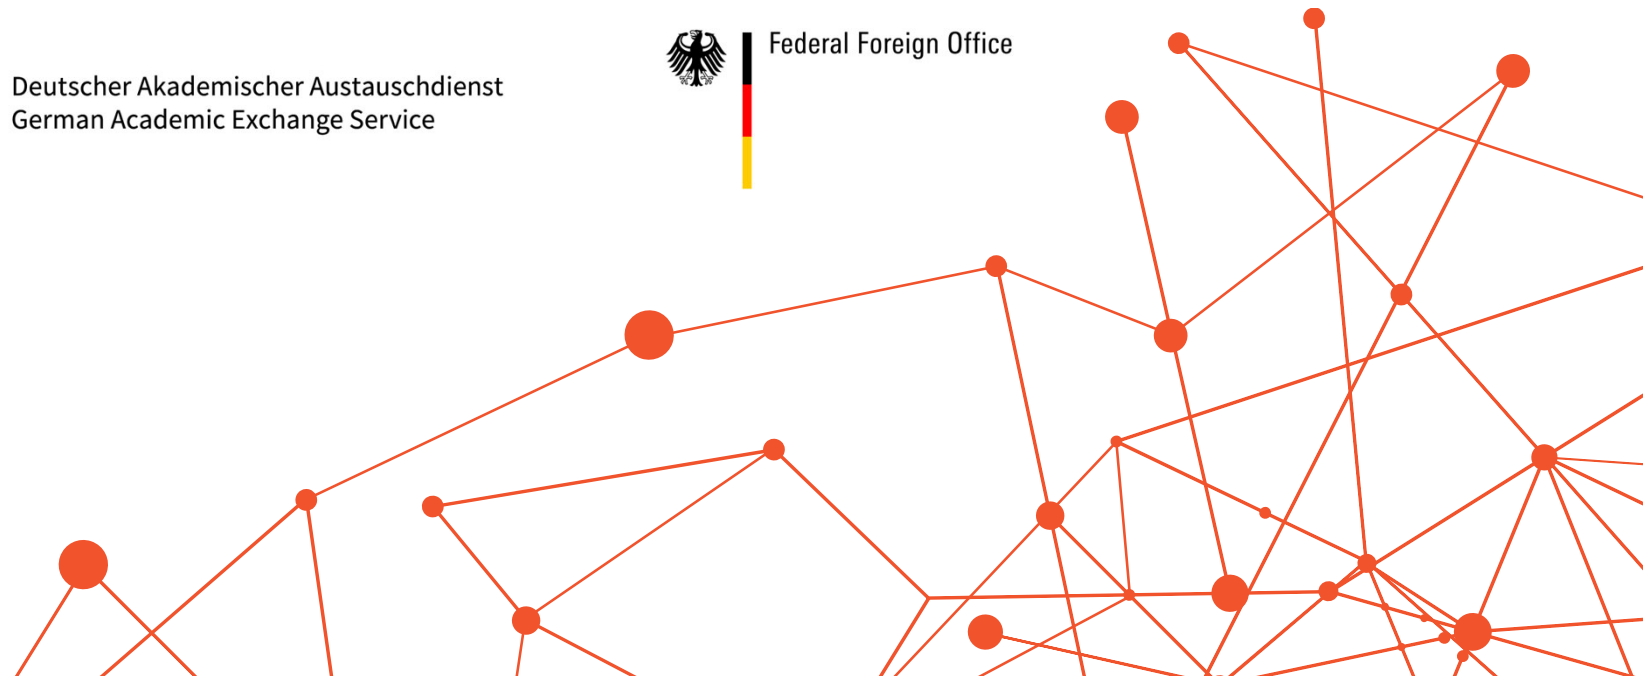 Federal Foreign Office
Deutscher Akademischer Austauschdienst
German Academic Exchange Service